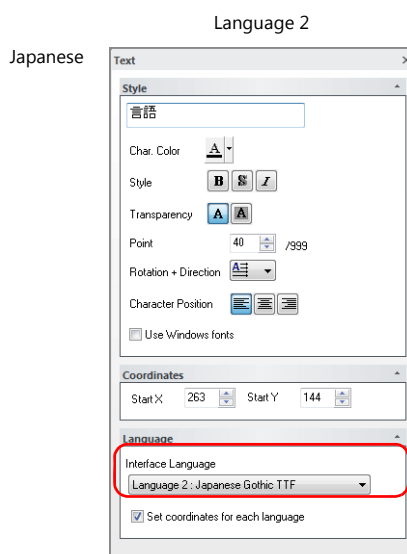 Language 2
Japanese
Text
Style
言語
Char. Color A
Style B S I
Transparency A A
Point 40 /999
Rotation + Direction A
Character Position
Use Windows fonts
Coordinates
Start X 263 Start Y 144
Language
Interface Language
Language 2 : Japanese Gothic TTF
Set coordinates for each language